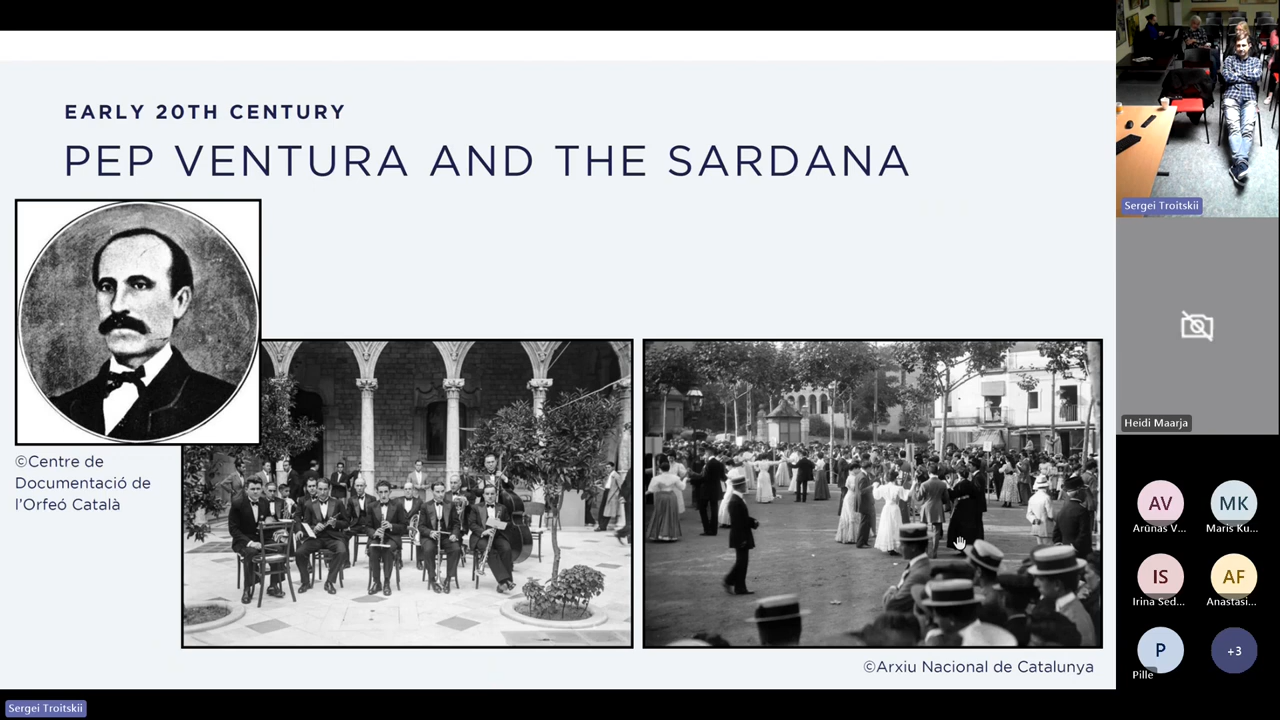 EARLY 20TH CENTURY
PEP VENTURA AND THE SARDANA
©Centre de
Documentació de
l'Orfeó Català
©Arxiu Nacional de Catalunya
Sergei Troitskii
Heidi Maarja
AV
MK
Arūnas V...
Maris Ku...
IS
AF
Irina Sed...
Anastasi...
P
+3
Pille
Sergei Troitskii